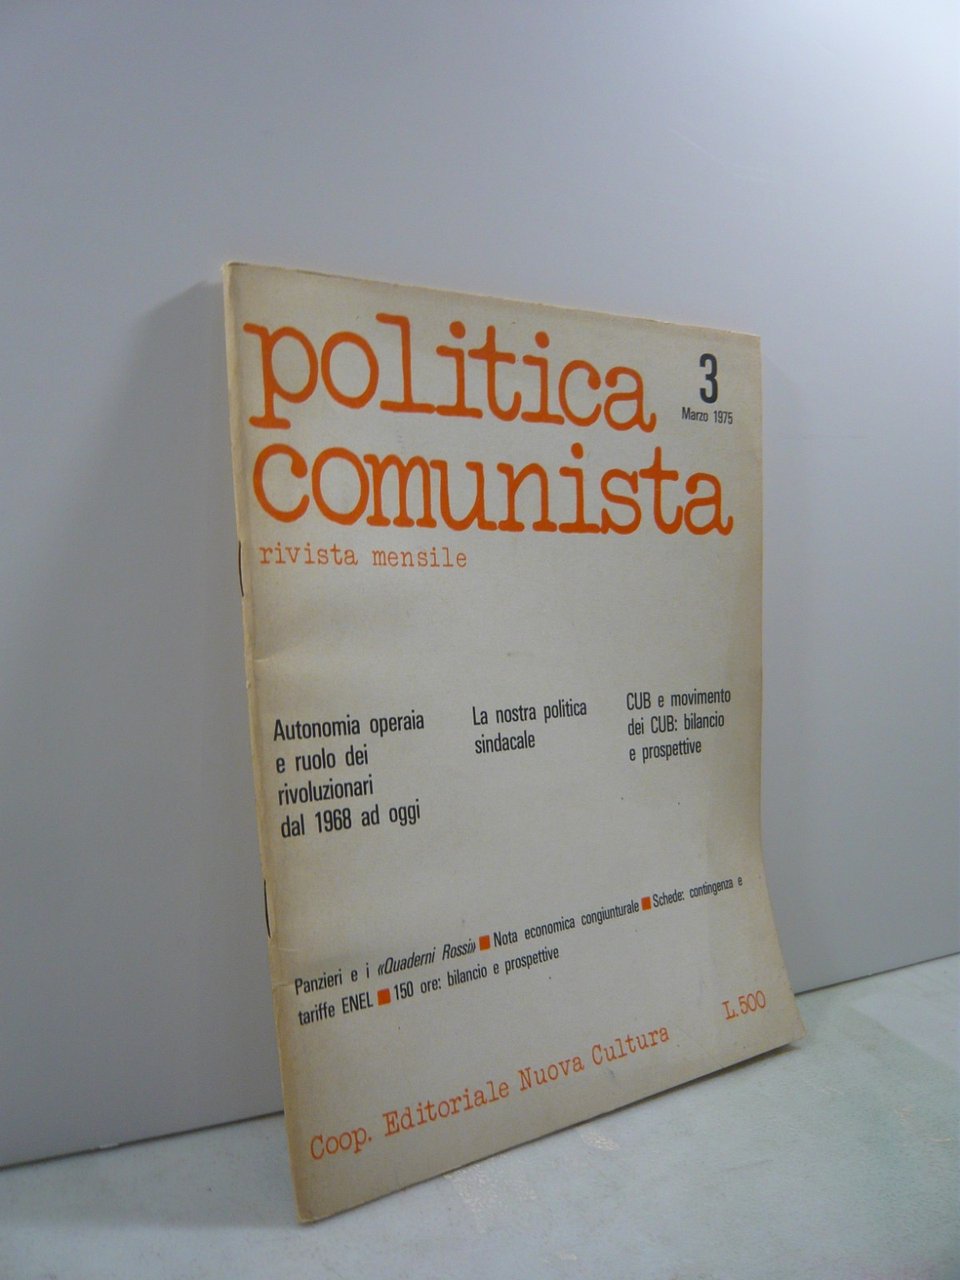 politica
comunista
3
Marzo 1975
rivista mensile
Autonomia operaia
e ruolo dei
rivoluzionari
dal 1968 ad oggi
La nostra politica
sindacale
CUB e movimento
dei CUB: bilancio
e prospettive
Panzieri e i «Quaderni Rossi» ■ Nota economica congiunturale ■ Schede: contingenza e
tariffe ENEL ■ 150 ore: bilancio e prospettive
Coop. Editoriale Nuova Cultura
L.500